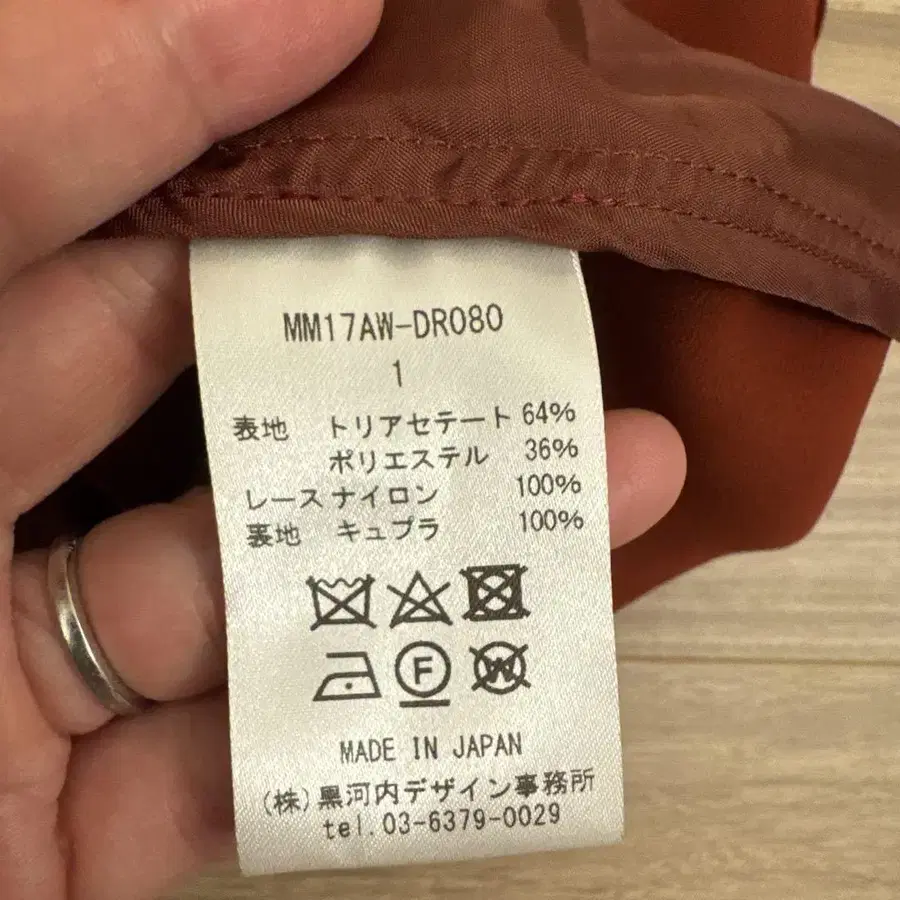 MM17AW-DR080
1
表地 トリアセテート 64%
ポリエステル 36%
レース ナイロン 100%
裏地 キュプラ 100%
F
W
MADE IN JAPAN
(株)黒河内デザイン事務所
tel.03-6379-0029